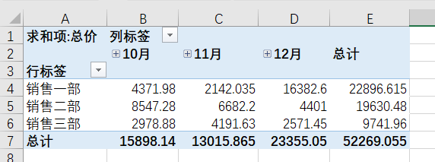 A B C D E
1 求和项:总价 列标签
2 10月 11月 12月 总计
3 行标签
4 销售一部 4371.98 2142.035 16382.6 22896.615
5 销售二部 8547.28 6682.2 4401 19630.48
6 销售三部 2978.88 4191.63 2571.45 9741.96
7 总计 15898.14 13015.865 23355.05 52269.055
8